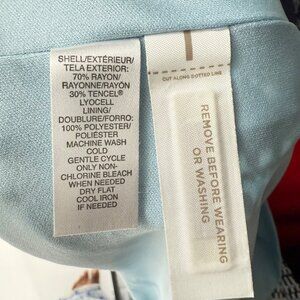 SHELL/EXTÉRIEUR/
TELA EXTERIOR:
70% RAYON/
RAYONNE/RAYÓN
30% TENCEL®
LYOCELL
LINING/
DOUBLURE/FORRO:
100% POLYESTER/
POLIÉSTER
MACHINE WASH
COLD
GENTLE CYCLE
ONLY NON-
CHLORINE BLEACH
WHEN NEEDED
DRY FLAT
COOL IRON
IF NEEDED
CUT ALONG DOTTED LINE
REMOVE BEFORE WEARING
OR WASHING